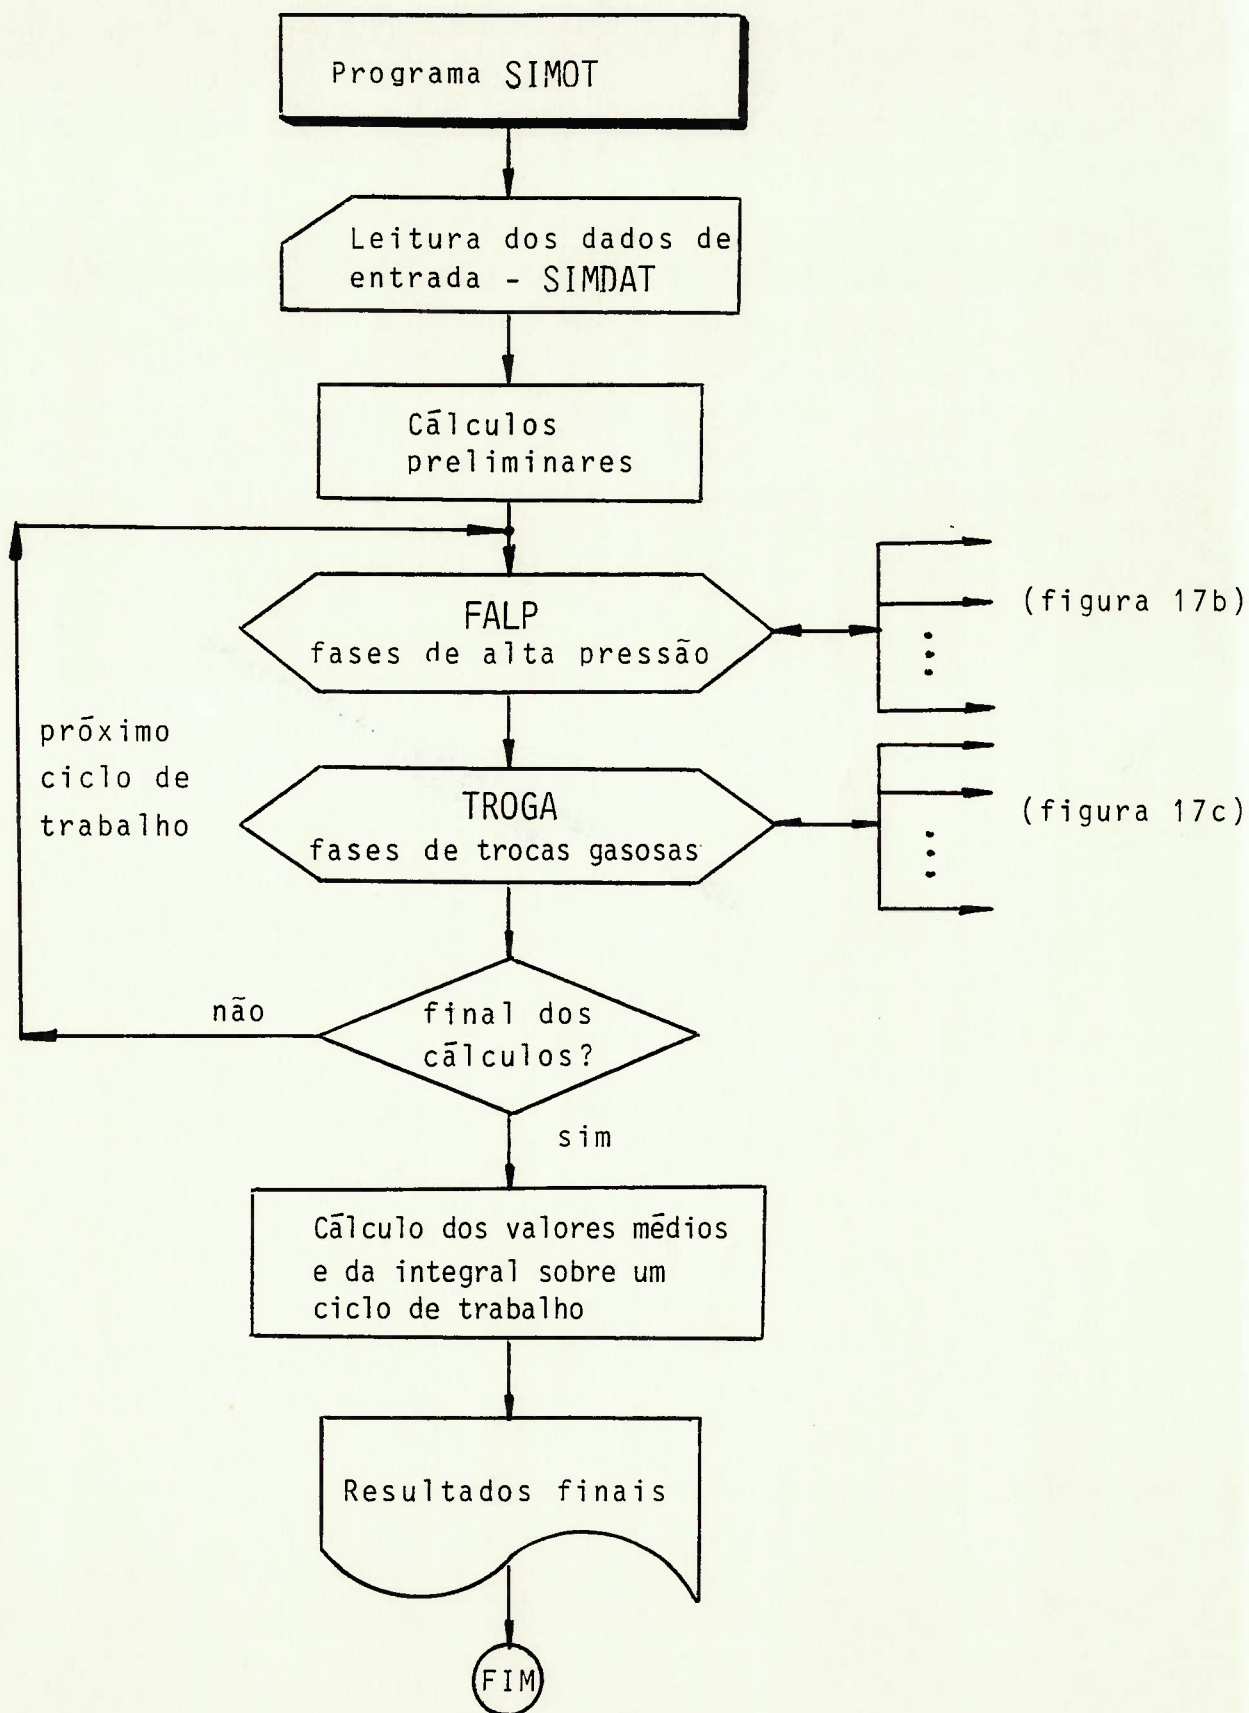 Programa SIMOT
Leitura dos dados de
entrada - SIMDAT
Cálculos
preliminares
FALP
fases de alta pressão
(figura 17b)
próximo
ciclo de
trabalho
TROGA
fases de trocas gasosas
(figura 17c)
não
final dos
cálculos?
sim
Cálculo dos valores médios
e da integral sobre um
ciclo de trabalho
Resultados finais
FIM